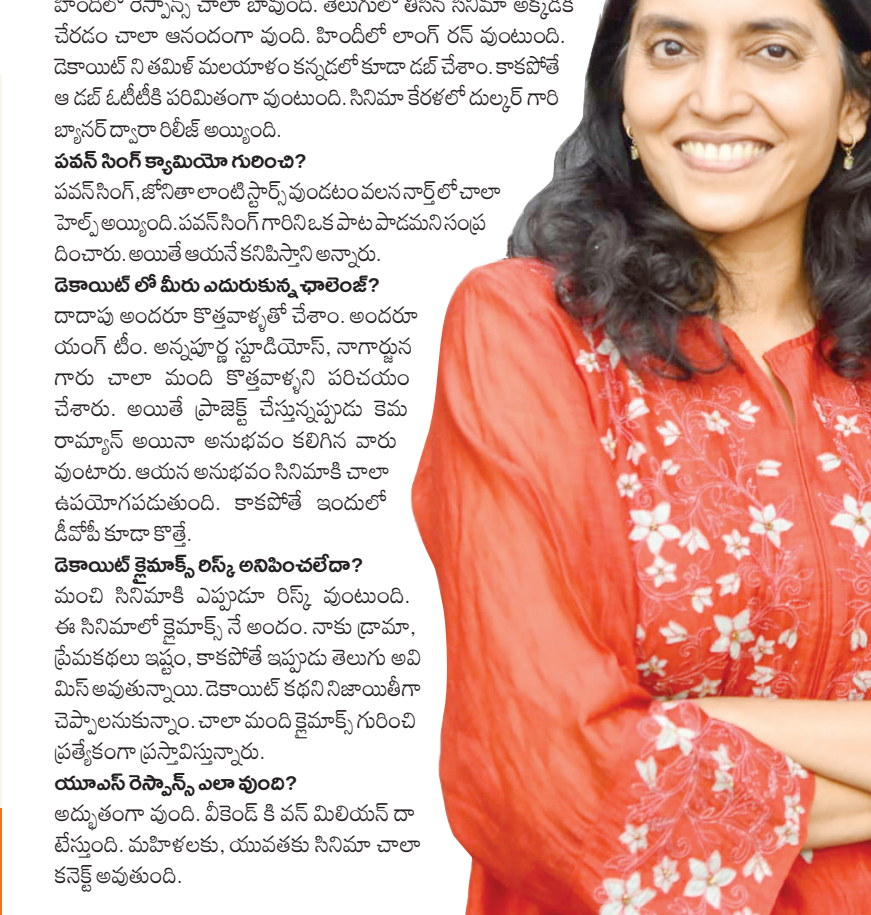 హిందీలో రెస్పాన్స్ చాలా బావుంది. తెలుగులో తీసిన సినిమా అక్కడికి
చేరడం చాలా ఆనందంగా వుంది. హిందీలో లాంగ్ రన్ వుంటుంది.
డెకాయిట్ ని తమిళ్ మలయాళం కన్నడలో కూడా డబ్ చేశాం. కాకపోతే
ఆ డబ్ ఓటీటీకి పరిమితంగా వుంటుంది. సినిమా కేరళలో దుల్కర్ గారి
బ్యానర్ ద్వారా రిలీజ్ అయ్యింది.
పవన్ సింగ్ క్యామియో గురించి?
పవన్ సింగ్, జోనితా లాంటి స్టార్స్ వుండటం వలన నార్త్ లో చాలా
హెల్ప్ అయ్యింది. పవన్ సింగ్ గారిని ఒక పాట పాడమని సంప్ర
దించారు. అయితే ఆయనే కనిపిస్తాని అన్నారు.
డెకాయిట్ లో మీరు ఎదురుకున్న ఛాలెంజ్?
దాదాపు అందరూ కొత్తవాళ్ళతో చేశాం. అందరూ
యంగ్ టీం. అన్నపూర్ణ స్టూడియోస్, నాగార్జున
గారు చాలా మంది కొత్తవాళ్ళని పరిచయం
చేశారు. అయితే ప్రాజెక్ట్ చేస్తున్నప్పుడు కెమ
రామ్యాన్ అయినా అనుభవం కలిగిన వారు
వుంటారు. ఆయన అనుభవం సినిమాకి చాలా
ఉపయోగపడుతుంది. కాకపోతే ఇందులో
డీవోపీ కూడా కొత్తే.
డెకాయిట్ క్లైమాక్స్ రిస్క్ అనిపించలేదా?
మంచి సినిమాకి ఎప్పుడూ రిస్క్ వుంటుంది.
ఈ సినిమాలో క్లైమాక్స్ నే అందం. నాకు డ్రామా,
ప్రేమకథలు ఇష్టం, కాకపోతే ఇప్పుడు తెలుగు అవి
మిస్ అవుతున్నాయి. డెకాయిట్ కథని నిజాయితీగా
చెప్పాలనుకున్నాం. చాలా మంది క్లైమాక్స్ గురించి
ప్రత్యేకంగా ప్రస్తావిస్తున్నారు.
యూఎస్ రెస్పాన్స్ ఎలా వుంది?
అద్భుతంగా వుంది. వీకెండ్ కి వన్ మిలియన్ దా
టేస్తుంది. మహిళలకు, యువతకు సినిమా చాలా
కనెక్ట్ అవుతుంది.